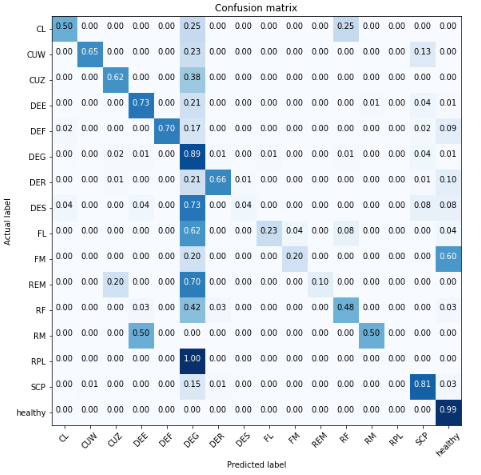 Confusion matrix
CL 0.50 0.00 0.00 0.00 0.00 0.25 0.00 0.00 0.00 0.00 0.00 0.25 0.00 0.00 0.00 0.00
CUW 0.00 0.65 0.00 0.00 0.00 0.23 0.00 0.00 0.00 0.00 0.00 0.00 0.00 0.00 0.13 0.00
CUZ 0.00 0.00 0.62 0.00 0.00 0.38 0.00 0.00 0.00 0.00 0.00 0.00 0.00 0.00 0.00 0.00
DEE 0.00 0.00 0.00 0.73 0.00 0.21 0.00 0.00 0.00 0.00 0.00 0.00 0.01 0.00 0.04 0.01
DEF 0.02 0.00 0.00 0.00 0.70 0.17 0.00 0.00 0.00 0.00 0.00 0.00 0.00 0.00 0.02 0.09
DEG 0.00 0.00 0.02 0.01 0.00 0.89 0.01 0.00 0.01 0.00 0.00 0.01 0.00 0.00 0.04 0.01
DER 0.00 0.00 0.01 0.00 0.00 0.21 0.66 0.01 0.00 0.00 0.00 0.00 0.00 0.00 0.01 0.10
DES 0.04 0.00 0.00 0.04 0.00 0.73 0.00 0.04 0.00 0.00 0.00 0.00 0.00 0.00 0.08 0.08
FL 0.00 0.00 0.00 0.00 0.00 0.62 0.00 0.00 0.23 0.04 0.00 0.08 0.00 0.00 0.00 0.04
FM 0.00 0.00 0.00 0.00 0.00 0.20 0.00 0.00 0.00 0.20 0.00 0.00 0.00 0.00 0.00 0.60
REM 0.00 0.00 0.20 0.00 0.00 0.70 0.00 0.00 0.00 0.00 0.10 0.00 0.00 0.00 0.00 0.00
RF 0.00 0.00 0.00 0.03 0.00 0.42 0.03 0.00 0.00 0.00 0.00 0.48 0.00 0.00 0.00 0.03
RM 0.00 0.00 0.00 0.50 0.00 0.00 0.00 0.00 0.00 0.00 0.00 0.00 0.50 0.00 0.00 0.00
RPL 0.00 0.00 0.00 0.00 0.00 1.00 0.00 0.00 0.00 0.00 0.00 0.00 0.00 0.00 0.00 0.00
SCP 0.00 0.01 0.00 0.00 0.00 0.15 0.01 0.00 0.00 0.00 0.00 0.00 0.00 0.00 0.81 0.03
healthy 0.00 0.00 0.00 0.00 0.00 0.00 0.00 0.00 0.00 0.00 0.00 0.00 0.00 0.00 0.00 0.99
CL CUW CUZ DEE DEF DEG DER DES FL FM REM RF RM RPL SCP healthy
Actual label
Predicted label